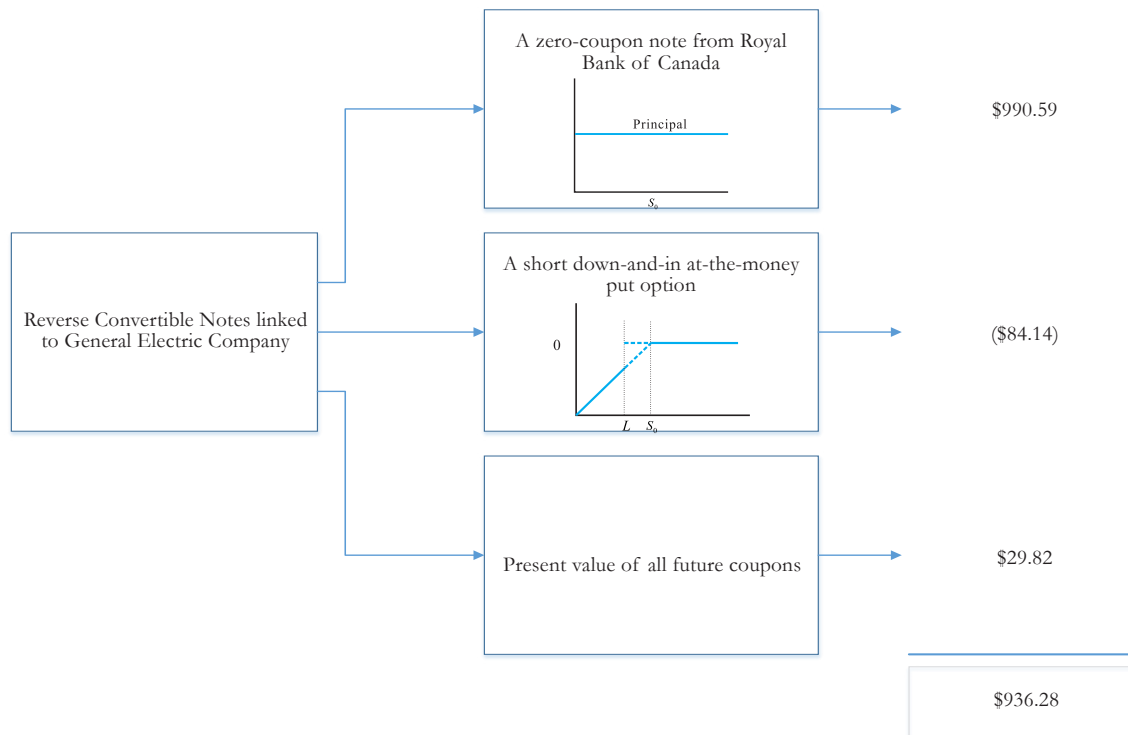 A zero-coupon note from Royal
Bank of Canada
Principal
S₀
$990.59
Reverse Convertible Notes linked
to General Electric Company
A short down-and-in at-the-money
put option
0
L S₀
($84.14)
Present value of all future coupons
$29.82
$936.28